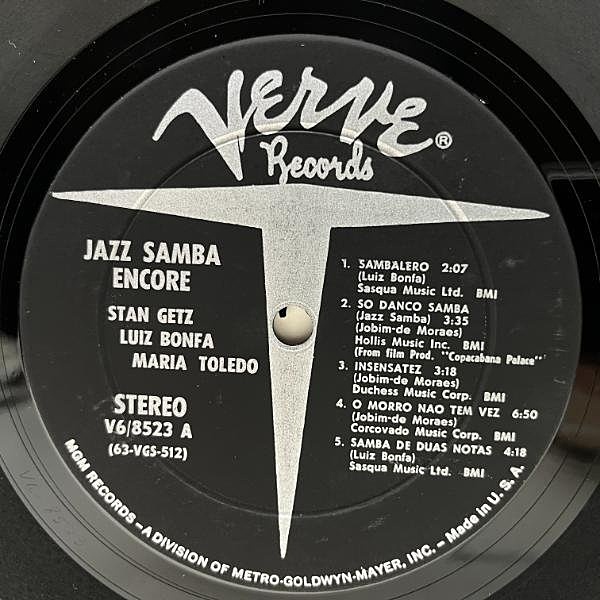 Verve®
Records
JAZZ SAMBA
ENCORE
STAN GETZ
LUIZ BONFA
MARIA TOLEDO
STEREO
V6/8523 A
(63-VGS-512)
1. SAMBALERO 2:07
(Luiz Bonfa)
Sasqua Music Ltd. BMI
2. SO DANCO SAMBA
(Jazz Samba) 3:35
(Jobim-de Moraes)
Hollis Music Inc. BMI
(From film Prod. "Copacabana Palace"
3. INSENSATEZ 3:18
(Jobim-de Moraes)
Duchess Music Corp. BMI
4. O MORRO NAO TEM VEZ 6:50
(Jobim-de Moraes)
Corcovado Music Corp. BMI
5. SAMBA DE DUAS NOTAS 4:18
(Luiz Bonfa)
Sasqua Music Ltd. BMI
MGM RECORDS – A DIVISION OF METRO-GOLDWYN-MAYER, INC. – Made in U. S. A.